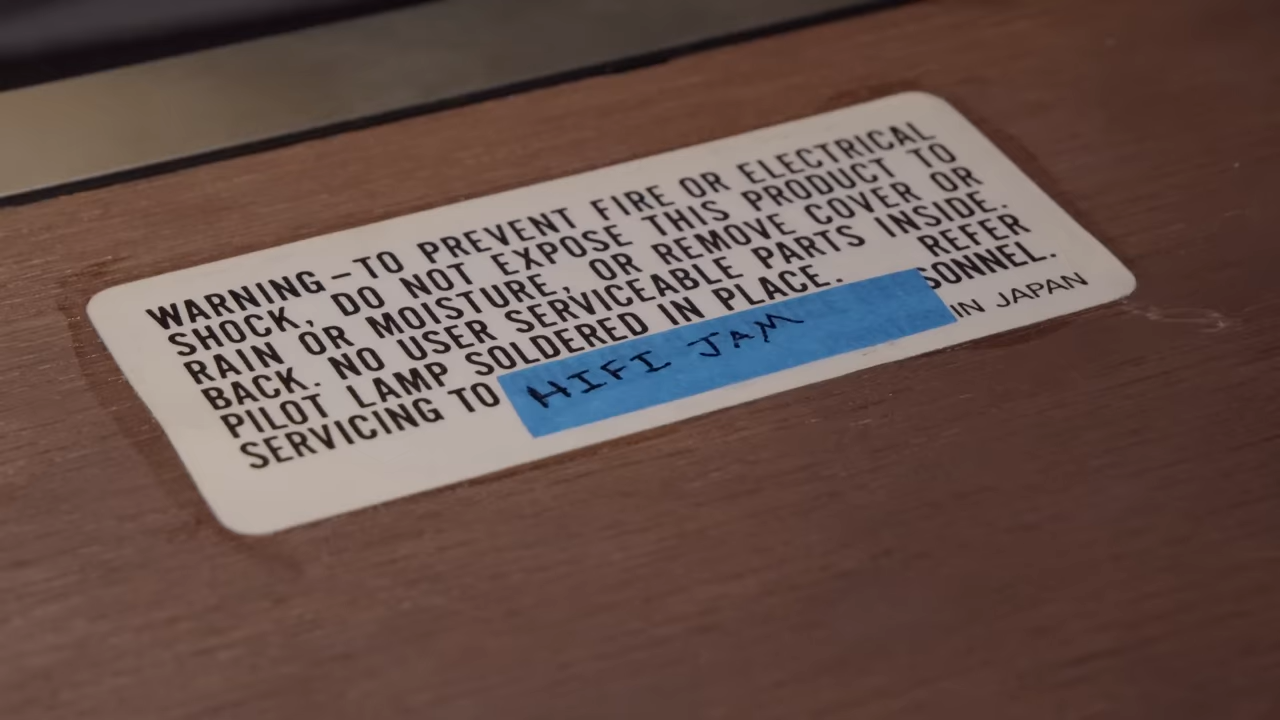 WARNING – TO PREVENT FIRE OR ELECTRICAL
SHOCK, DO NOT EXPOSE THIS PRODUCT TO
RAIN OR MOISTURE, OR REMOVE COVER OR
BACK. NO USER SERVICEABLE PARTS INSIDE.
PILOT LAMP SOLDERED IN PLACE. REFER
SERVICING TO HIFI JAM SONNEL.
IN JAPAN